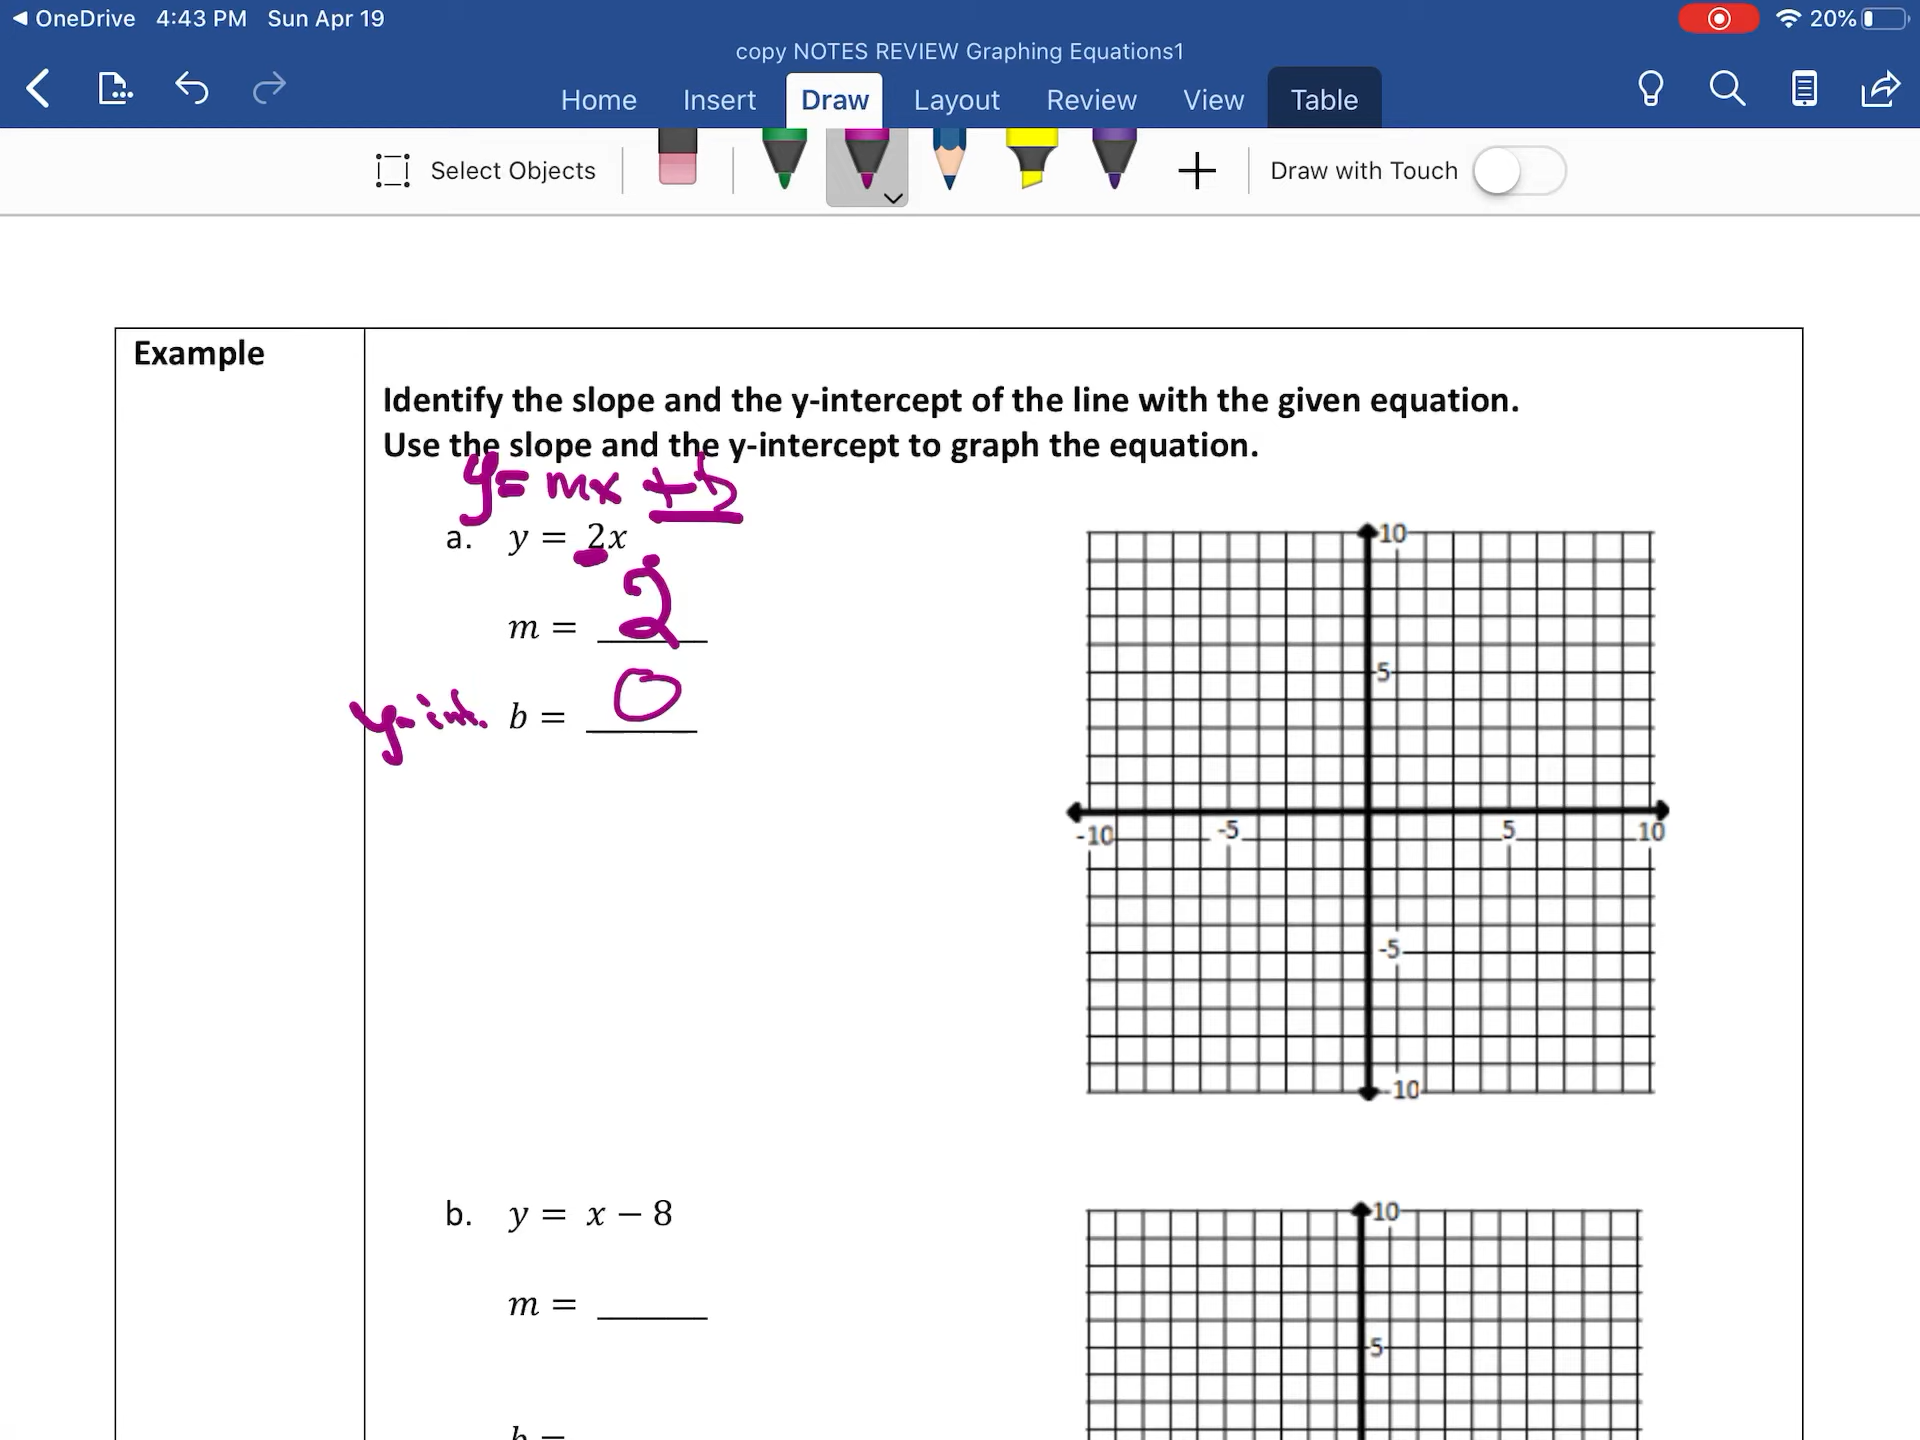 OneDrive 4:43 PM Sun Apr 19 20%
copy NOTES REVIEW Graphing Equations1
Home Insert Draw Layout Review View Table
Select Objects Draw with Touch
Example
Identify the slope and the y-intercept of the line with the given equation.
Use the slope and the y-intercept to graph the equation.
y = mx + b
a. y = 2x
m = 2
y-int. b = 0
10
5
-10 -5 5 10
-5
-10
b. y = x − 8
m = ______
b =
10
5